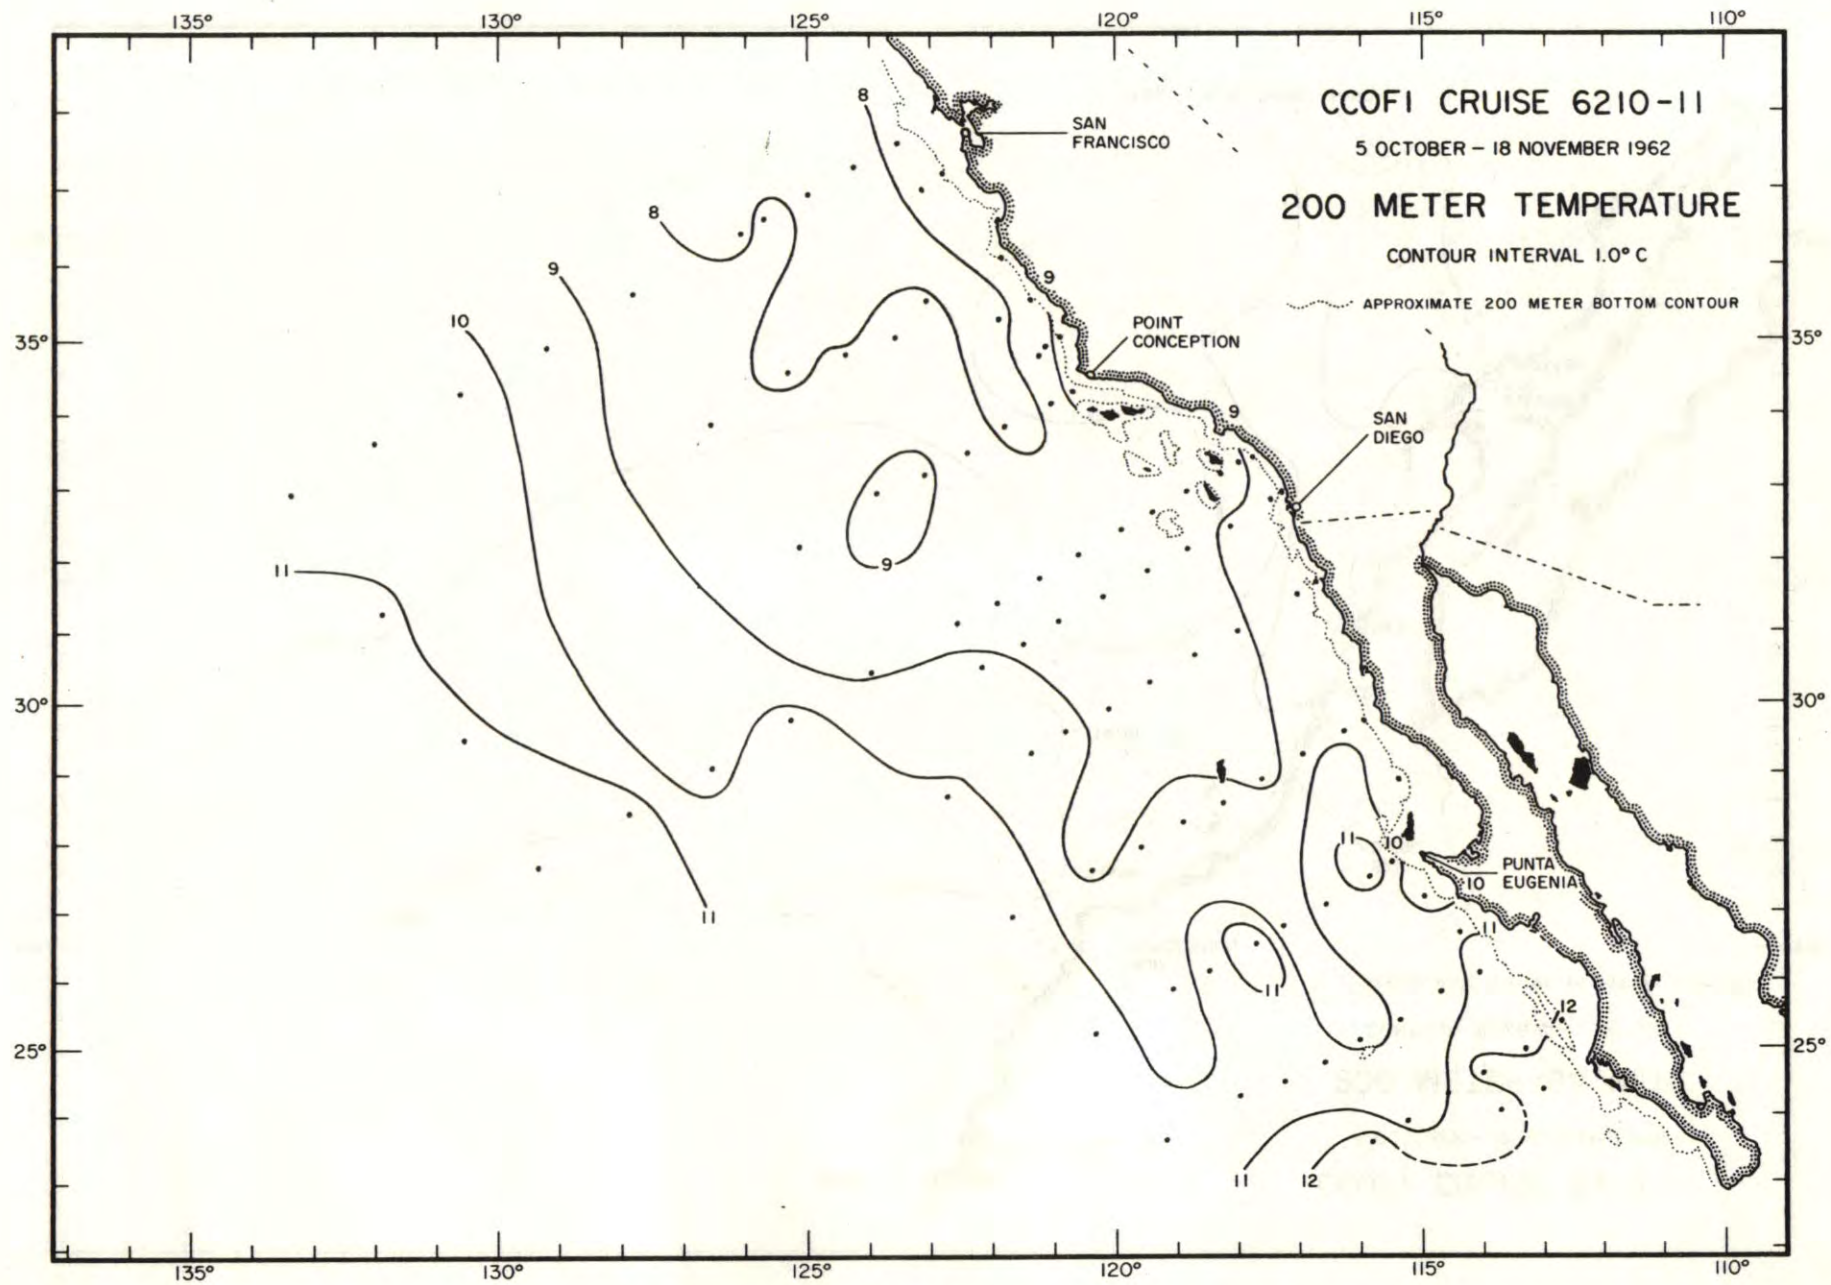 135° 130° 125° 120° 115° 110°
CCOFI CRUISE 6210-11
5 OCTOBER - 18 NOVEMBER 1962
200 METER TEMPERATURE
CONTOUR INTERVAL 1.0° C
APPROXIMATE 200 METER BOTTOM CONTOUR
8
SAN
FRANCISCO
8
9
9
10
POINT
CONCEPTION
35° 35°
9
SAN
DIEGO
9
11
30° 30°
11
10
PUNTA
EUGENIA
10
11
11
11
12
25° 25°
11
12
135° 130° 125° 120° 115° 110°